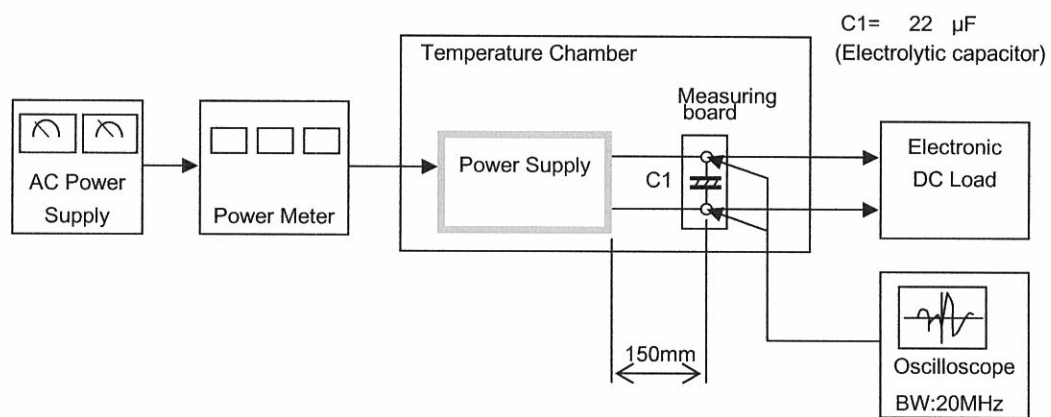 C1= 22 µF
(Electrolytic capacitor)
Temperature Chamber
Measuring
board
AC Power
Supply
Power Meter
Power Supply
C1
Electronic
DC Load
150mm
Oscilloscope
BW:20MHz